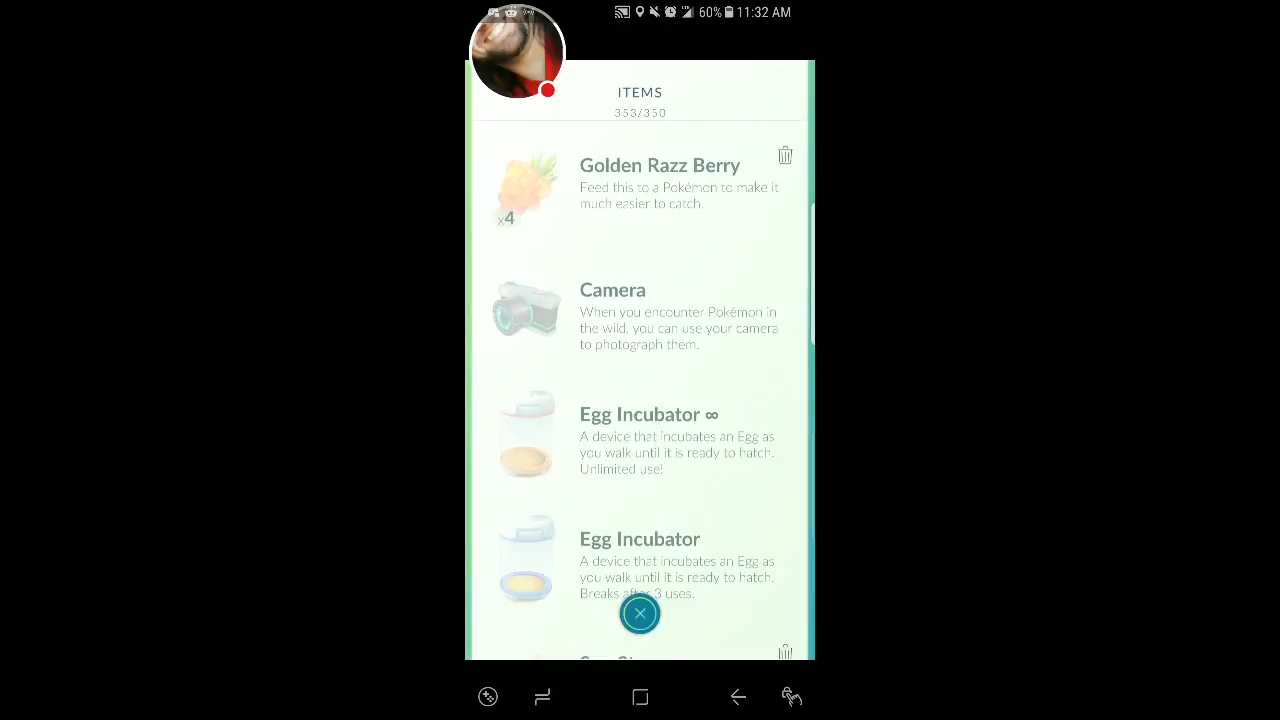 60% 11:32 AM
ITEMS
353/350
Golden Razz Berry
Feed this to a Pokémon to make it
much easier to catch.
x4
Camera
When you encounter Pokémon in
the wild, you can use your camera
to photograph them.
Egg Incubator ∞
A device that incubates an Egg as
you walk until it is ready to hatch.
Unlimited use!
Egg Incubator
A device that incubates an Egg as
you walk until it is ready to hatch.
Breaks after 3 uses.